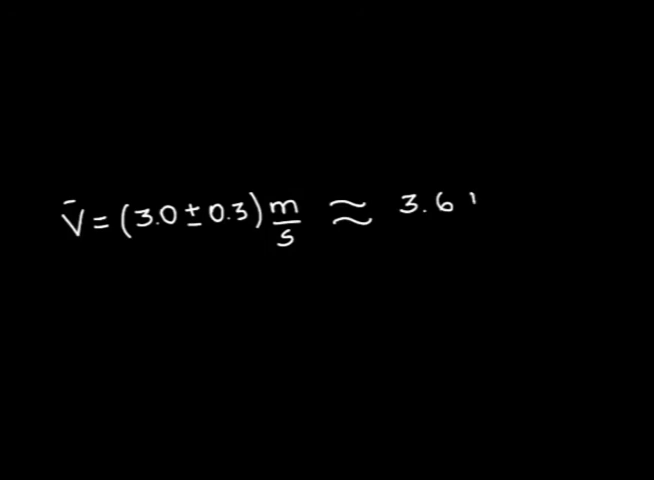 v̄ = (3.0 ± 0.3) m/s ≈ 3.6